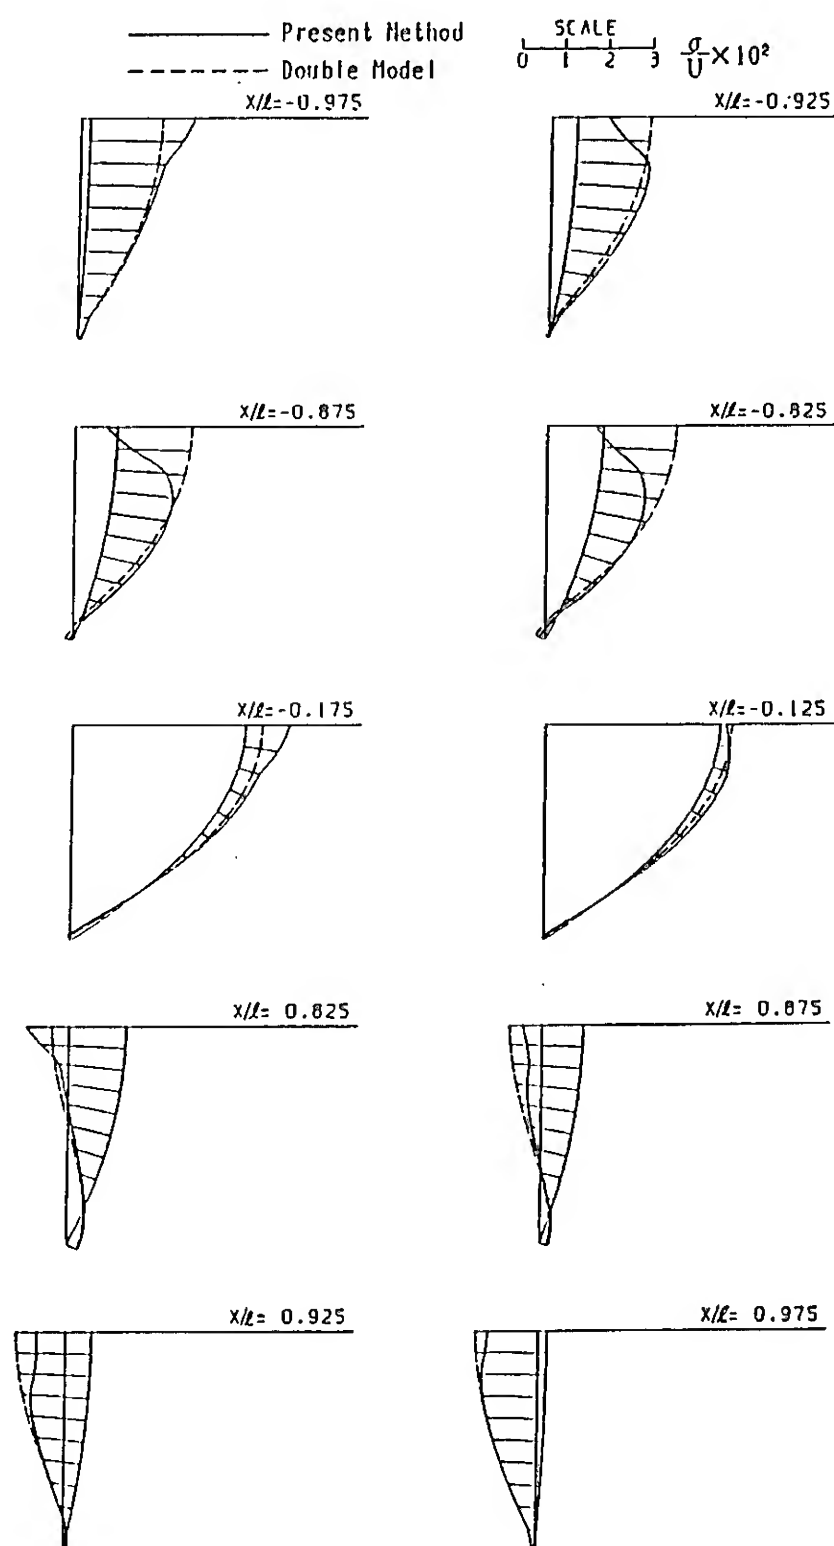 Present Method
Double Model
SCALE
0 1 2 3 σ/U ×10²
X/ℓ=-0.975
X/ℓ=-0.925
X/ℓ=-0.875
X/ℓ=-0.825
X/ℓ=-0.175
X/ℓ=-0.125
X/ℓ= 0.825
X/ℓ= 0.875
X/ℓ= 0.925
X/ℓ= 0.975